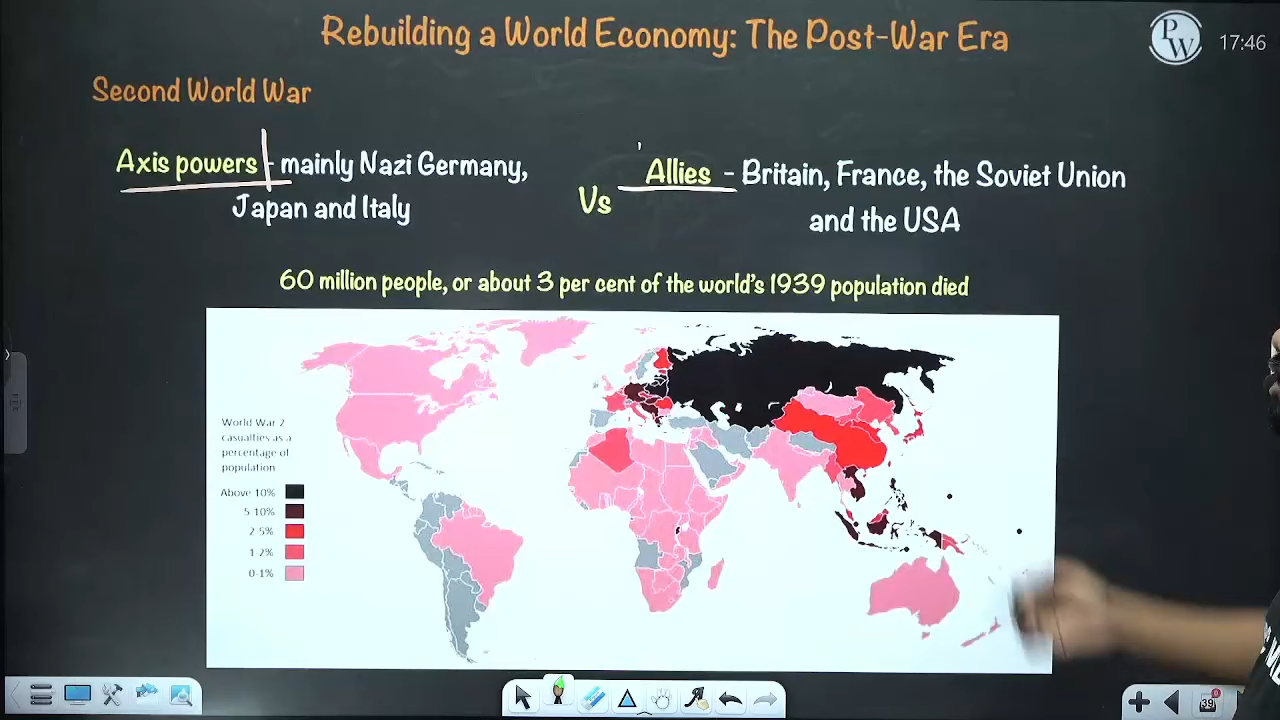 Rebuilding a World Economy: The Post-War Era
PW
17:46
Second World War
Axis powers - mainly Nazi Germany,
Japan and Italy
Vs
Allies - Britain, France, the Soviet Union
and the USA
60 million people, or about 3 per cent of the world's 1939 population died
World War 2
casualties as a
percentage of
population
Above 10%
5-10%
2-5%
1-2%
0-1%
39